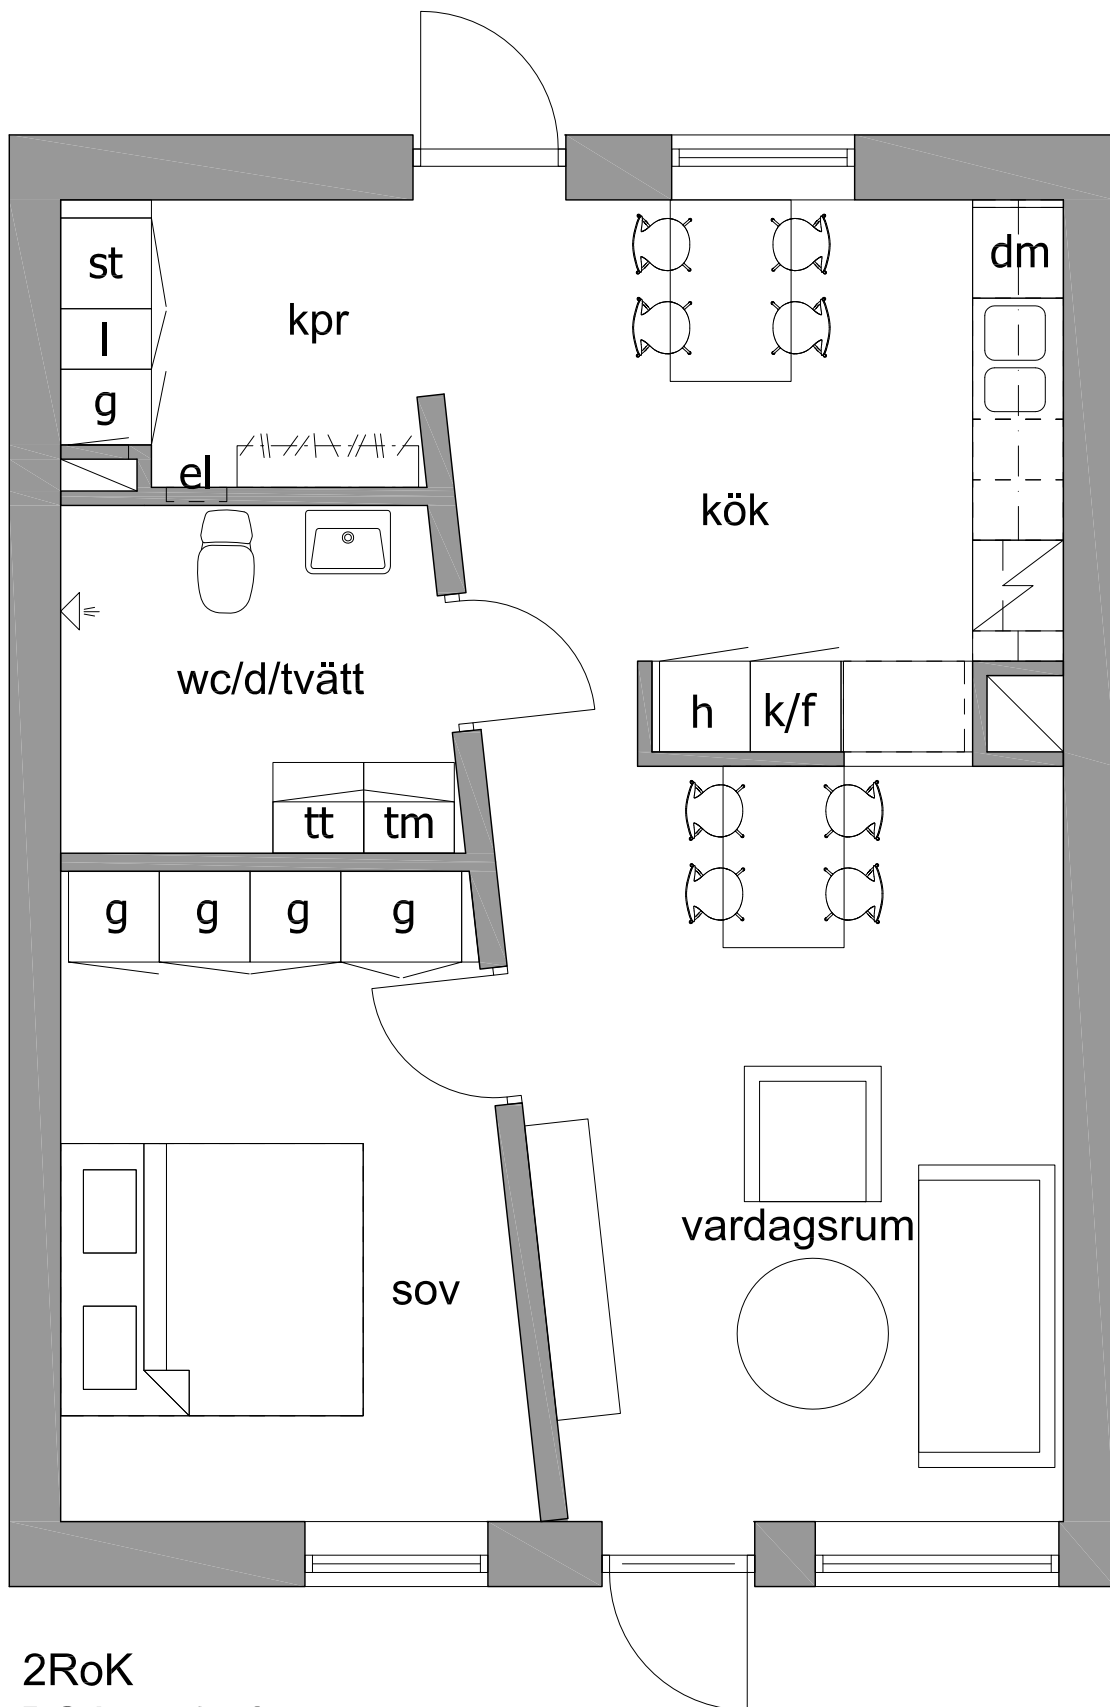 st
dm
l
kpr
g
el
kök
wc/d/tvätt
h
k/f
tt
tm
g
g
g
g
vardagsrum
sov
2RoK